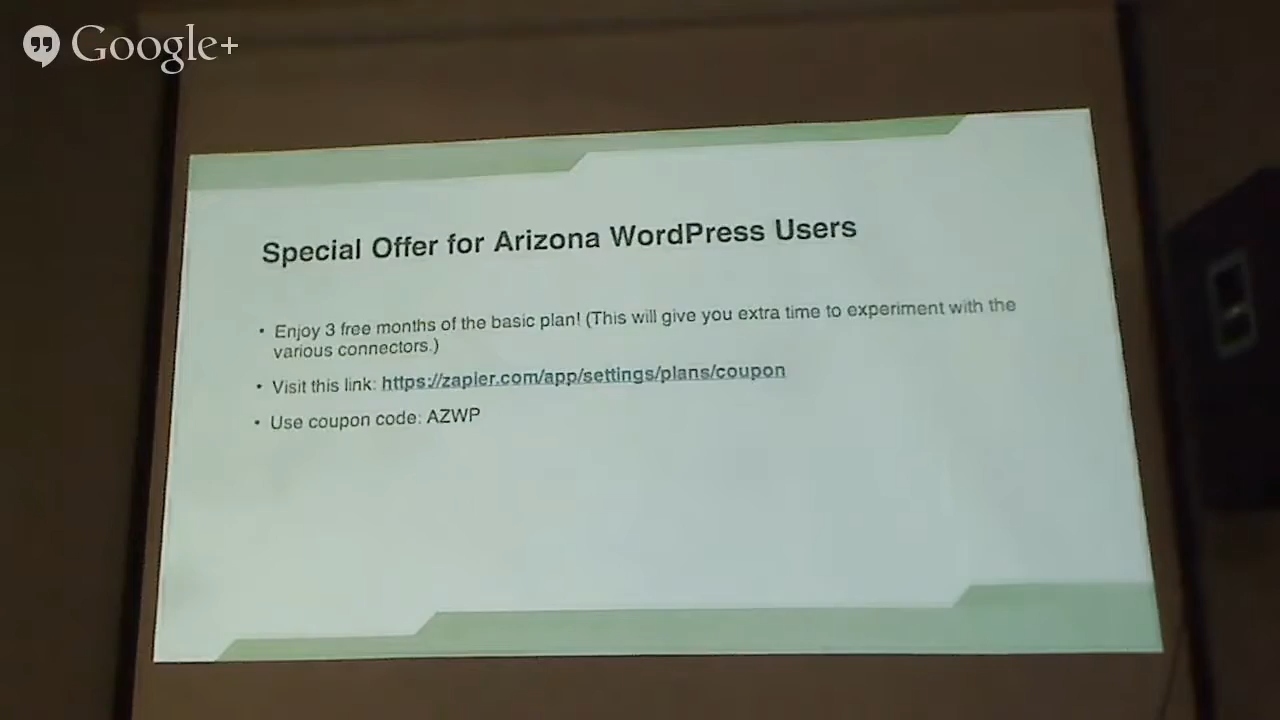 Google+
Special Offer for Arizona WordPress Users
• Enjoy 3 free months of the basic plan! (This will give you extra time to experiment with the
various connectors.)
• Visit this link: https://zapier.com/app/settings/plans/coupon
• Use coupon code: AZWP